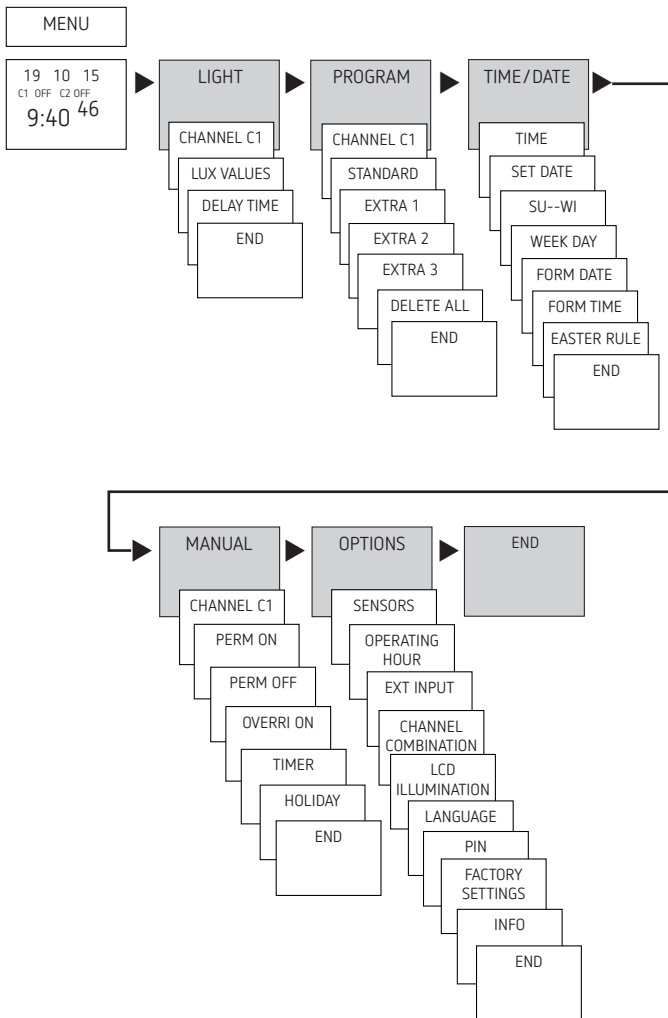 MENU
19 10 15
C1 OFF C2 OFF
9:40 46
LIGHT
CHANNEL C1
LUX VALUES
DELAY TIME
END
PROGRAM
CHANNEL C1
STANDARD
EXTRA 1
EXTRA 2
EXTRA 3
DELETE ALL
END
TIME/DATE
TIME
SET DATE
SU--WI
WEEK DAY
FORM DATE
FORM TIME
EASTER RULE
END
MANUAL
CHANNEL C1
PERM ON
PERM OFF
OVERRI ON
TIMER
HOLIDAY
END
OPTIONS
SENSORS
OPERATING
HOUR
EXT INPUT
CHANNEL
COMBINATION
LCD
ILLUMINATION
LANGUAGE
PIN
FACTORY
SETTINGS
INFO
END
END